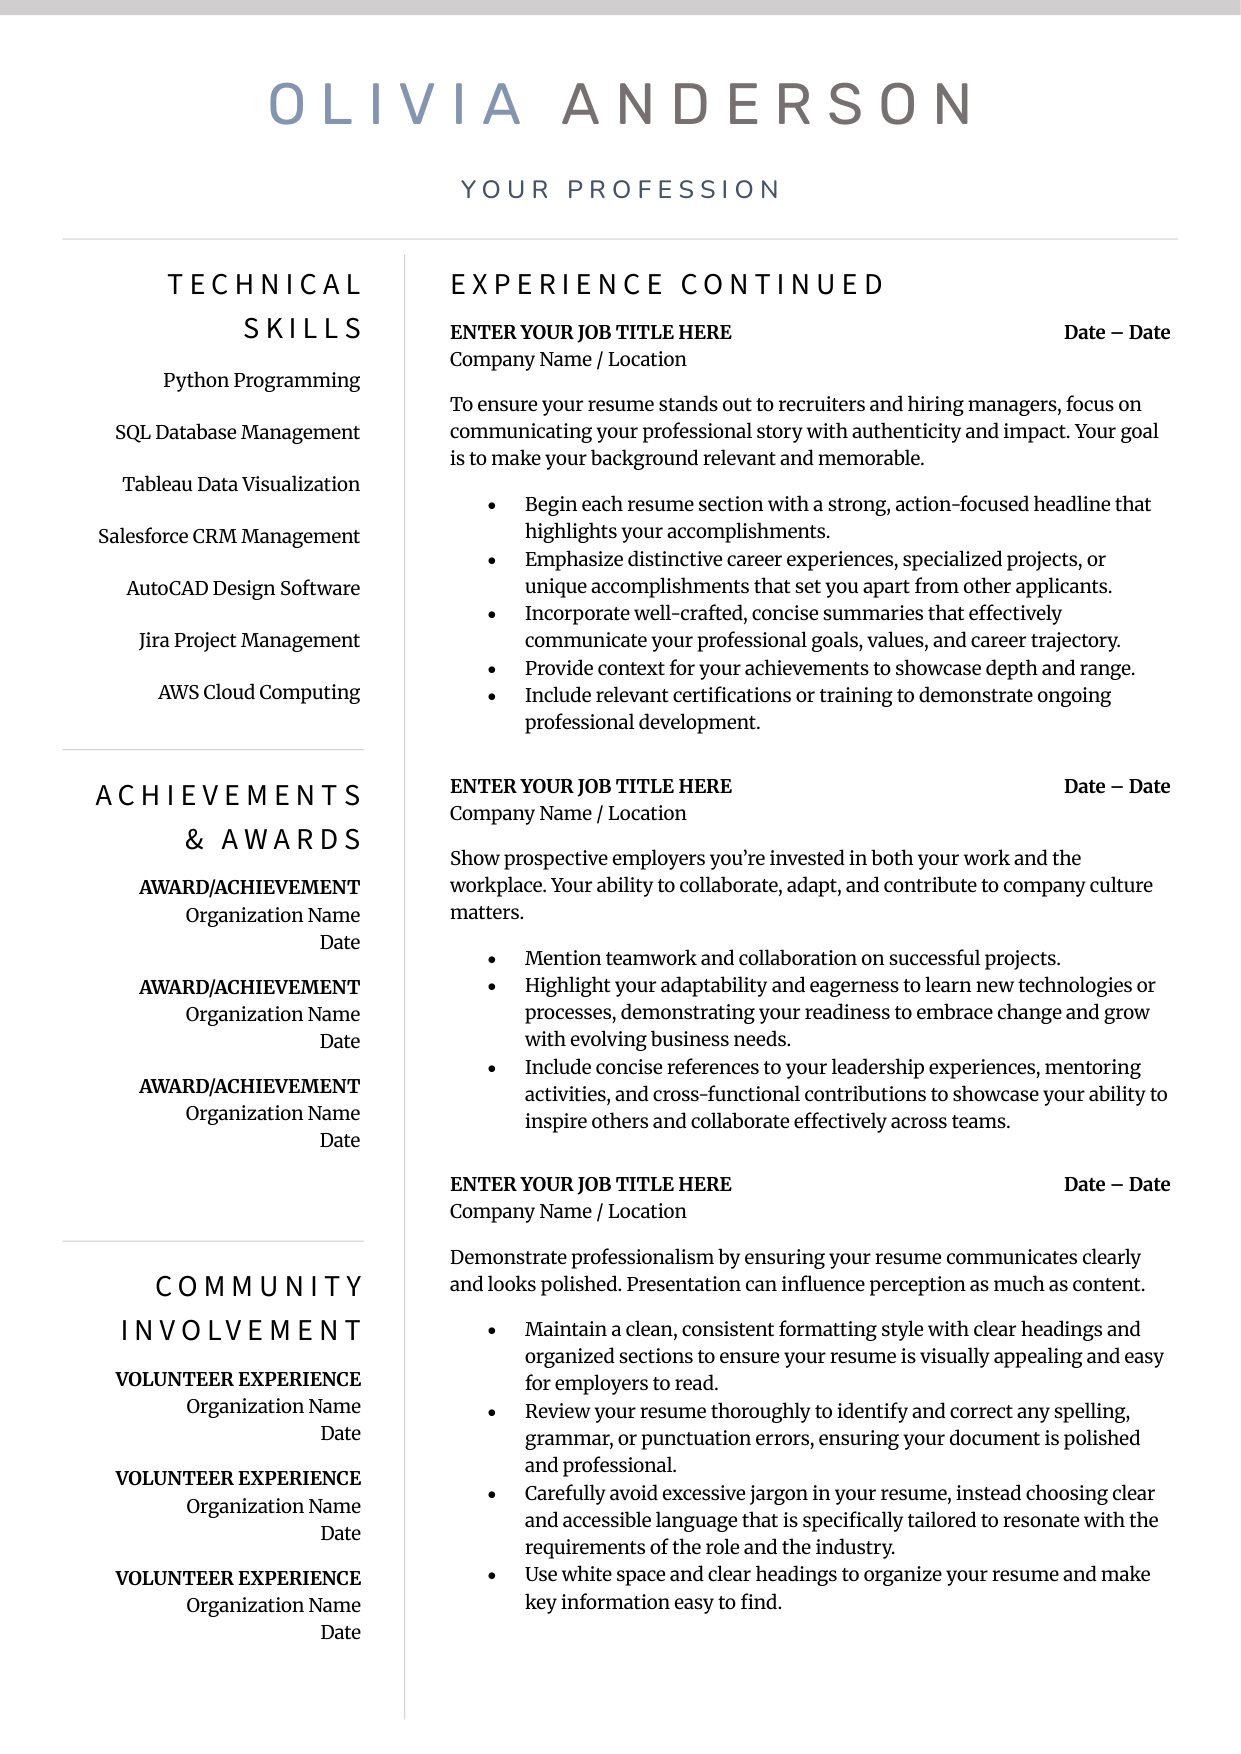 OLIVIA ANDERSON
YOUR PROFESSION
TECHNICAL
SKILLS
Python Programming
SQL Database Management
Tableau Data Visualization
Salesforce CRM Management
AutoCAD Design Software
Jira Project Management
AWS Cloud Computing
ACHIEVEMENTS
& AWARDS
AWARD/ACHIEVEMENT
Organization Name
Date
AWARD/ACHIEVEMENT
Organization Name
Date
AWARD/ACHIEVEMENT
Organization Name
Date
COMMUNITY
INVOLVEMENT
VOLUNTEER EXPERIENCE
Organization Name
Date
VOLUNTEER EXPERIENCE
Organization Name
Date
VOLUNTEER EXPERIENCE
Organization Name
Date
EXPERIENCE CONTINUED
ENTER YOUR JOB TITLE HERE Date – Date
Company Name / Location
To ensure your resume stands out to recruiters and hiring managers, focus on
communicating your professional story with authenticity and impact. Your goal
is to make your background relevant and memorable.
• Begin each resume section with a strong, action-focused headline that
highlights your accomplishments.
• Emphasize distinctive career experiences, specialized projects, or
unique accomplishments that set you apart from other applicants.
• Incorporate well-crafted, concise summaries that effectively
communicate your professional goals, values, and career trajectory.
• Provide context for your achievements to showcase depth and range.
• Include relevant certifications or training to demonstrate ongoing
professional development.
ENTER YOUR JOB TITLE HERE Date – Date
Company Name / Location
Show prospective employers you’re invested in both your work and the
workplace. Your ability to collaborate, adapt, and contribute to company culture
matters.
• Mention teamwork and collaboration on successful projects.
• Highlight your adaptability and eagerness to learn new technologies or
processes, demonstrating your readiness to embrace change and grow
with evolving business needs.
• Include concise references to your leadership experiences, mentoring
activities, and cross-functional contributions to showcase your ability to
inspire others and collaborate effectively across teams.
ENTER YOUR JOB TITLE HERE Date – Date
Company Name / Location
Demonstrate professionalism by ensuring your resume communicates clearly
and looks polished. Presentation can influence perception as much as content.
• Maintain a clean, consistent formatting style with clear headings and
organized sections to ensure your resume is visually appealing and easy
for employers to read.
• Review your resume thoroughly to identify and correct any spelling,
grammar, or punctuation errors, ensuring your document is polished
and professional.
• Carefully avoid excessive jargon in your resume, instead choosing clear
and accessible language that is specifically tailored to resonate with the
requirements of the role and the industry.
• Use white space and clear headings to organize your resume and make
key information easy to find.